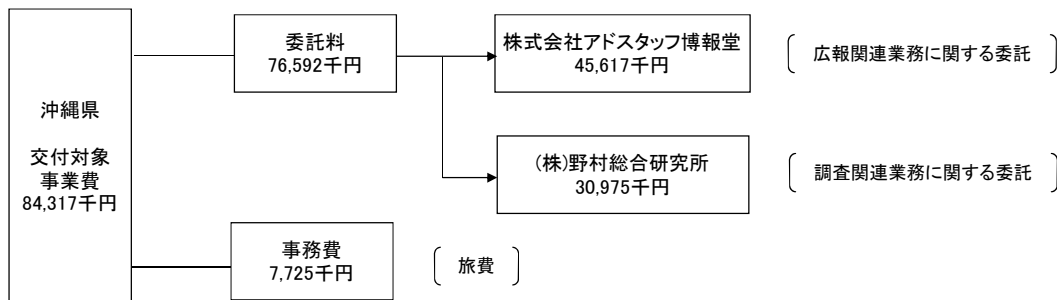 沖縄県
交付対象
事業費
84,317千円
委託料
76,592千円
株式会社アドスタッフ博報堂
45,617千円
広報関連業務に関する委託
(株)野村総合研究所
30,975千円
調査関連業務に関する委託
事務費
7,725千円
旅費